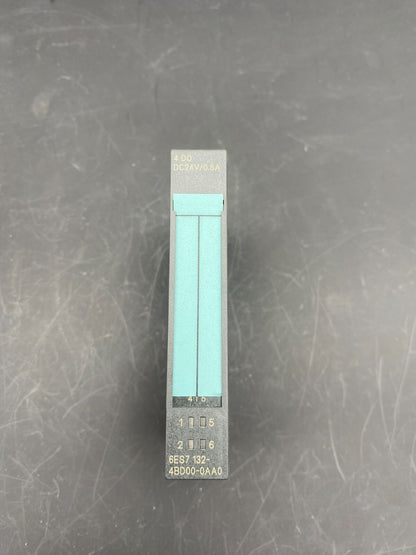 4 DO
DC24V/0.5A
1 5
2 6
6ES7 132-
4BD00-0AA0